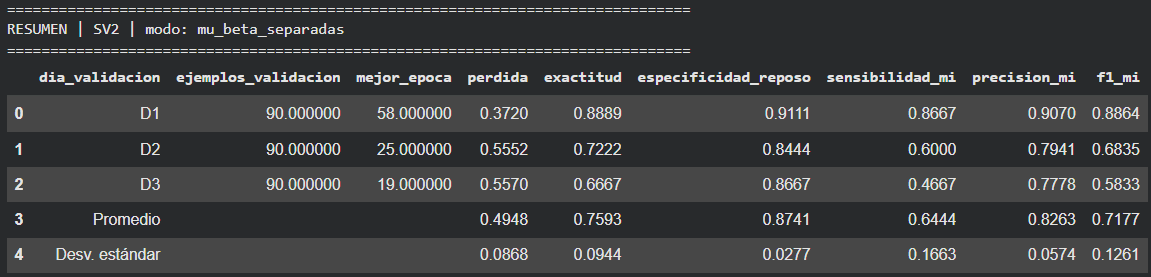 ================================================================================
RESUMEN | SV2 | modo: mu_beta_separadas
================================================================================
dia_validacion ejemplos_validacion mejor_epoca perdida exactitud especificidad_reposo sensibilidad_mi precision_mi f1_mi
0 D1 90.000000 58.000000 0.3720 0.8889 0.9111 0.8667 0.9070 0.8864
1 D2 90.000000 25.000000 0.5552 0.7222 0.8444 0.6000 0.7941 0.6835
2 D3 90.000000 19.000000 0.5570 0.6667 0.8667 0.4667 0.7778 0.5833
3 Promedio 0.4948 0.7593 0.8741 0.6444 0.8263 0.7177
4 Desv. estándar 0.0868 0.0944 0.0277 0.1663 0.0574 0.1261